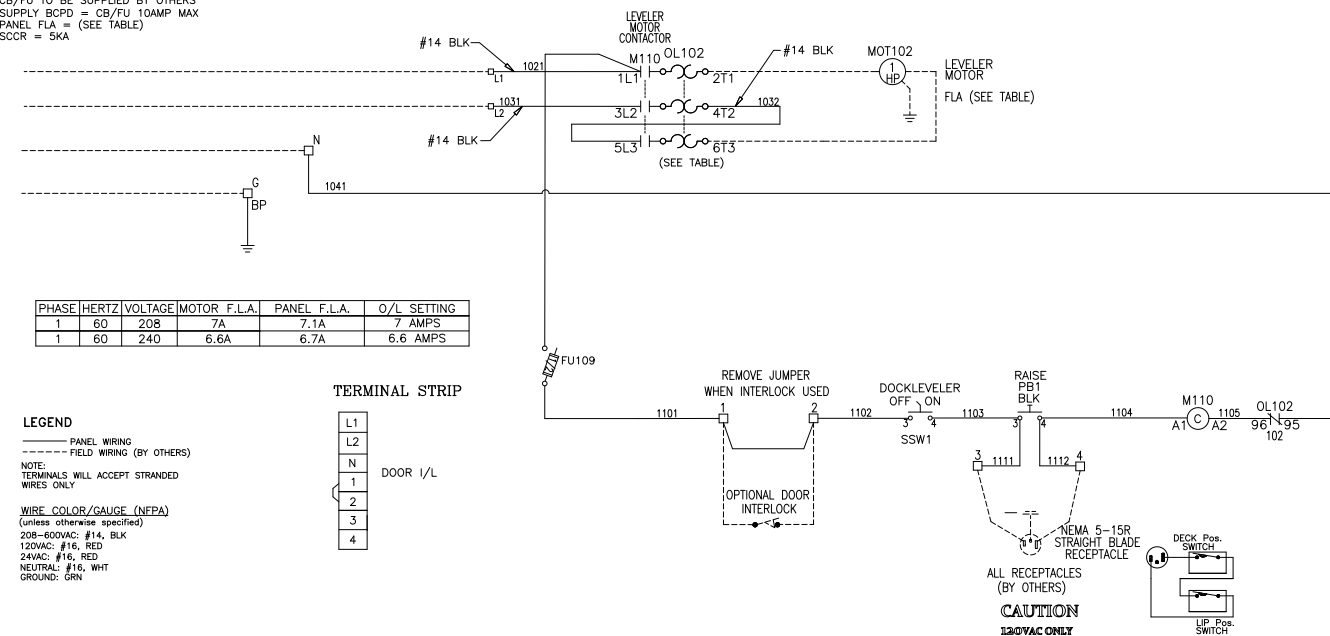 CB/FU TO BE SUPPLIED BY OTHERS
SUPPLY BCPD = CB/FU 10AMP MAX
PANEL FLA = (SEE TABLE)
SCCR = 5KA
LEVELER
MOTOR
CONTACTOR
#14 BLK
M110
OL102
#14 BLK
MOT102
L1
1021
1L1
2T1
1
HP
LEVELER
MOTOR
FLA (SEE TABLE)
L2
1031
3L2
4T2
1032
#14 BLK
5L3
6T3
(SEE TABLE)
N
G
BP
1041
PHASE HERTZ VOLTAGE MOTOR F.L.A. PANEL F.L.A. O/L SETTING
1 60 208 7A 7.1A 7 AMPS
1 60 240 6.6A 6.7A 6.6 AMPS
FU109
TERMINAL STRIP
L1
L2
N
1
2
3
4
DOOR I/L
LEGEND
PANEL WIRING
FIELD WIRING (BY OTHERS)
NOTE:
TERMINALS WILL ACCEPT STRANDED
WIRES ONLY
WIRE COLOR/GAUGE (NFPA)
(unless otherwise specified)
208-600VAC: #14, BLK
120VAC: #16, RED
24VAC: #16, RED
NEUTRAL: #16, WHT
GROUND: GRN
REMOVE JUMPER
WHEN INTERLOCK USED
1101
1
2
1102
OPTIONAL DOOR
INTERLOCK
DOCKLEVELER
OFF ON
3 4
SSW1
1103
RAISE
PB1
BLK
3 4
1104
M110
A1 C A2
1105
OL102
96 95
102
3 1111
1112 4
NEMA 5-15R
STRAIGHT BLADE
RECEPTACLE
ALL RECEPTACLES
(BY OTHERS)
CAUTION
120VAC ONLY
DECK Pos.
SWITCH
LIP Pos.
SWITCH